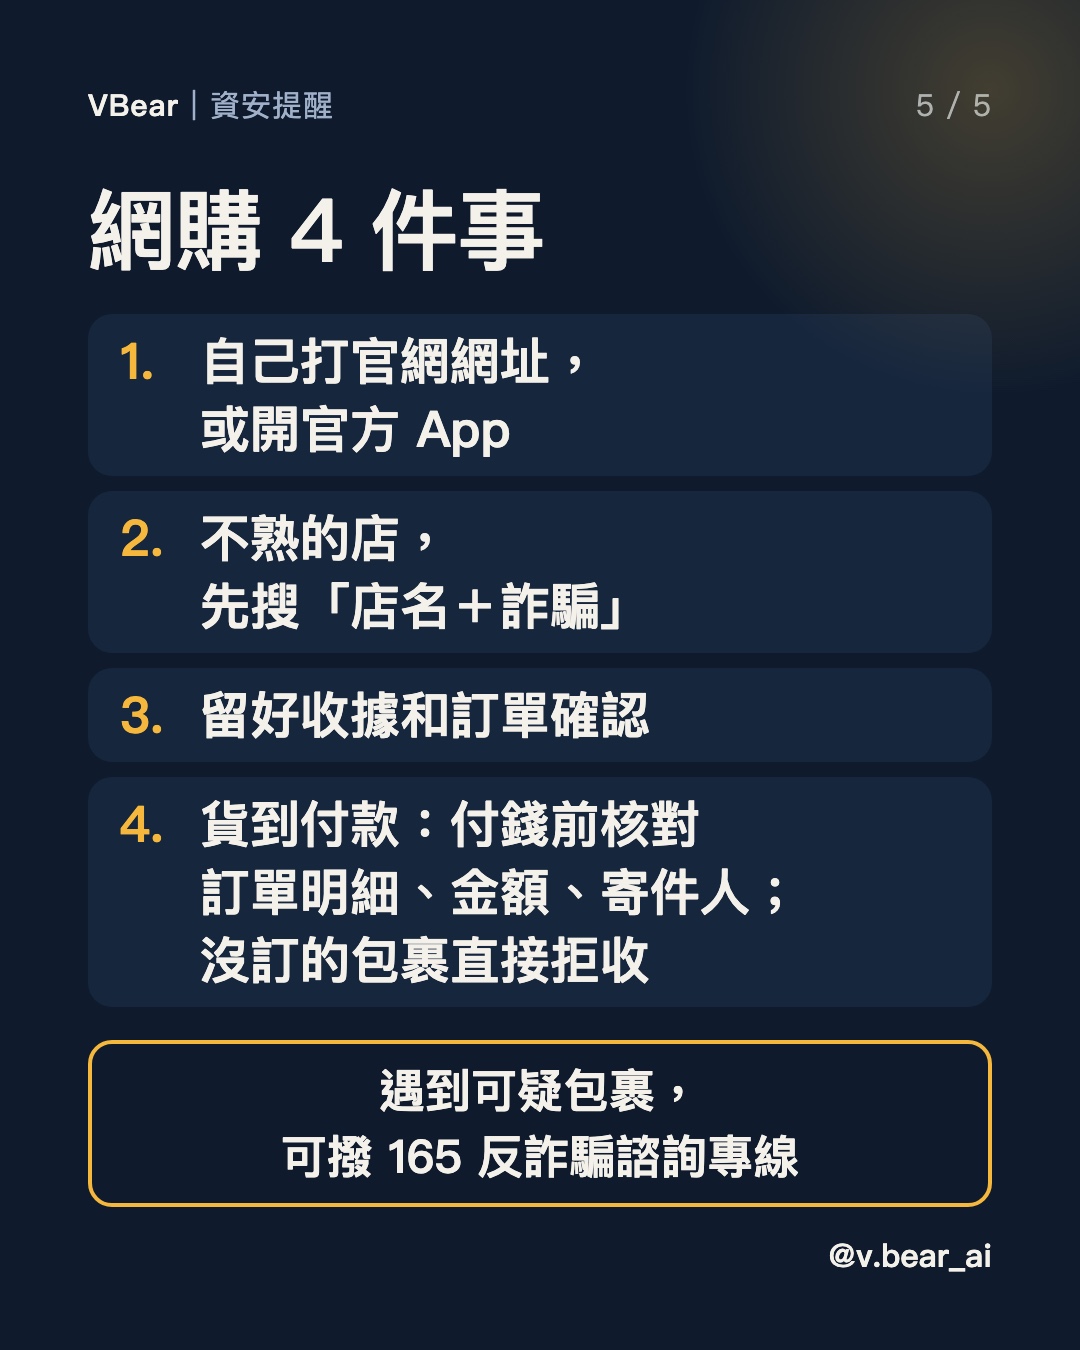 VBear｜資安提醒
5 / 5
網購 4 件事
1. 自己打官網網址，
或開官方 App
2. 不熟的店，
先搜「店名＋詐騙」
3. 留好收據和訂單確認
4. 貨到付款：付錢前核對
訂單明細、金額、寄件人；
沒訂的包裹直接拒收
遇到可疑包裹，
可撥 165 反詐騙諮詢專線
@v.bear_ai